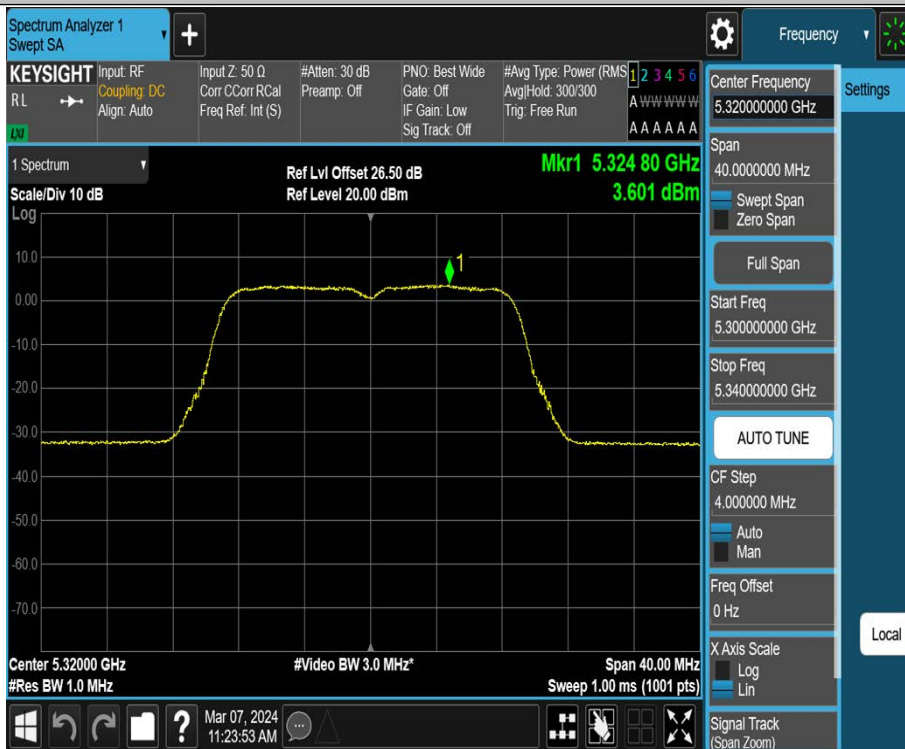 Spectrum Analyzer 1
Swept SA
+
Frequency
KEYSIGHT
RL
LXI
Input: RF
Coupling: DC
Align: Auto
Input Z: 50 Ω
Corr CCorr RCal
Freq Ref: Int (S)
#Atten: 30 dB
Preamp: Off
PNO: Best Wide
Gate: Off
IF Gain: Low
Sig Track: Off
#Avg Type: Power (RMS
Avg|Hold: 300/300
Trig: Free Run
1 2 3 4 5 6
A W W W W W
A A A A A A
1 Spectrum
Scale/Div 10 dB
Log
Ref Lvl Offset 26.50 dB
Ref Level 20.00 dBm
Mkr1 5.324 80 GHz
3.601 dBm
1
10.0
0.00
-10.0
-20.0
-30.0
-40.0
-50.0
-60.0
-70.0
Center 5.32000 GHz
#Res BW 1.0 MHz
#Video BW 3.0 MHz*
Span 40.00 MHz
Sweep 1.00 ms (1001 pts)
?
Mar 07, 2024
11:23:53 AM
Center Frequency
5.320000000 GHz
Span
40.0000000 MHz
Swept Span
Zero Span
Full Span
Start Freq
5.300000000 GHz
Stop Freq
5.340000000 GHz
AUTO TUNE
CF Step
4.000000 MHz
Auto
Man
Freq Offset
0 Hz
X Axis Scale
Log
Lin
Signal Track
(Span Zoom)
Settings
Local